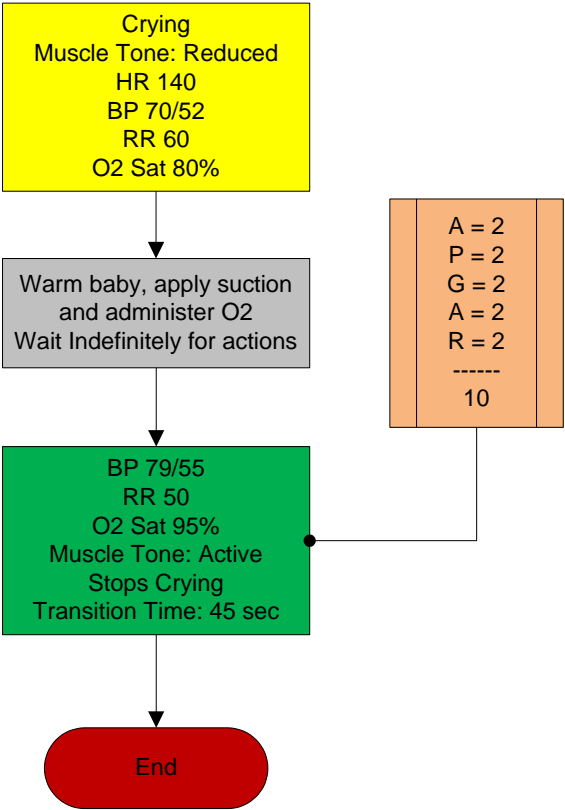 Crying
Muscle Tone: Reduced
HR 140
BP 70/52
RR 60
O2 Sat 80%
Warm baby, apply suction
and administer O2
Wait Indefinitely for actions
A = 2
P = 2
G = 2
A = 2
R = 2
------
10
BP 79/55
RR 50
O2 Sat 95%
Muscle Tone: Active
Stops Crying
Transition Time: 45 sec
End